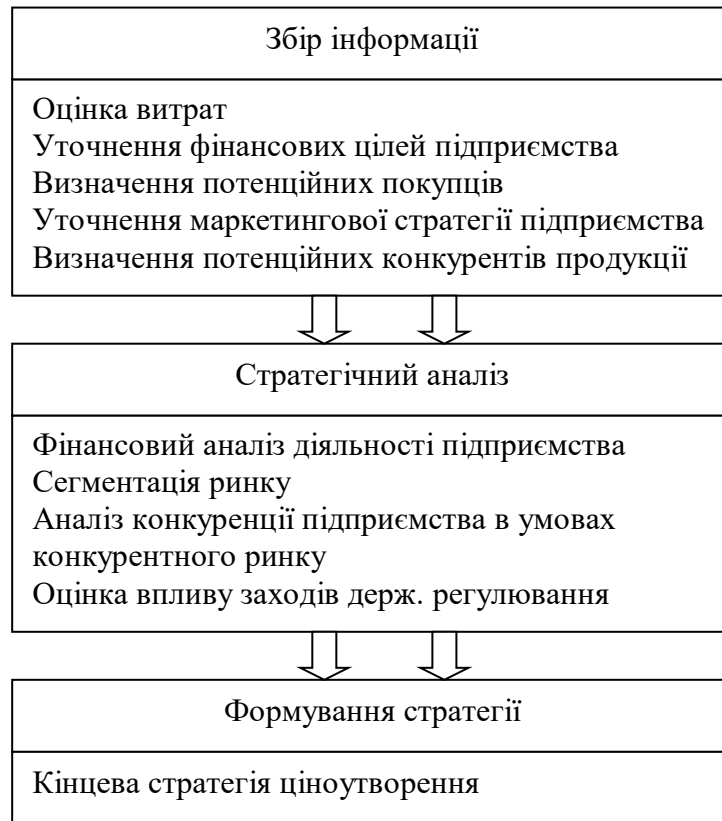 Збір інформації
Оцінка витрат
Уточнення фінансових цілей підприємства
Визначення потенційних покупців
Уточнення маркетингової стратегії підприємства
Визначення потенційних конкурентів продукції
Стратегічний аналіз
Фінансовий аналіз діяльності підприємства
Сегментація ринку
Аналіз конкуренції підприємства в умовах
конкурентного ринку
Оцінка впливу заходів держ. регулювання
Формування стратегії
Кінцева стратегія ціноутворення